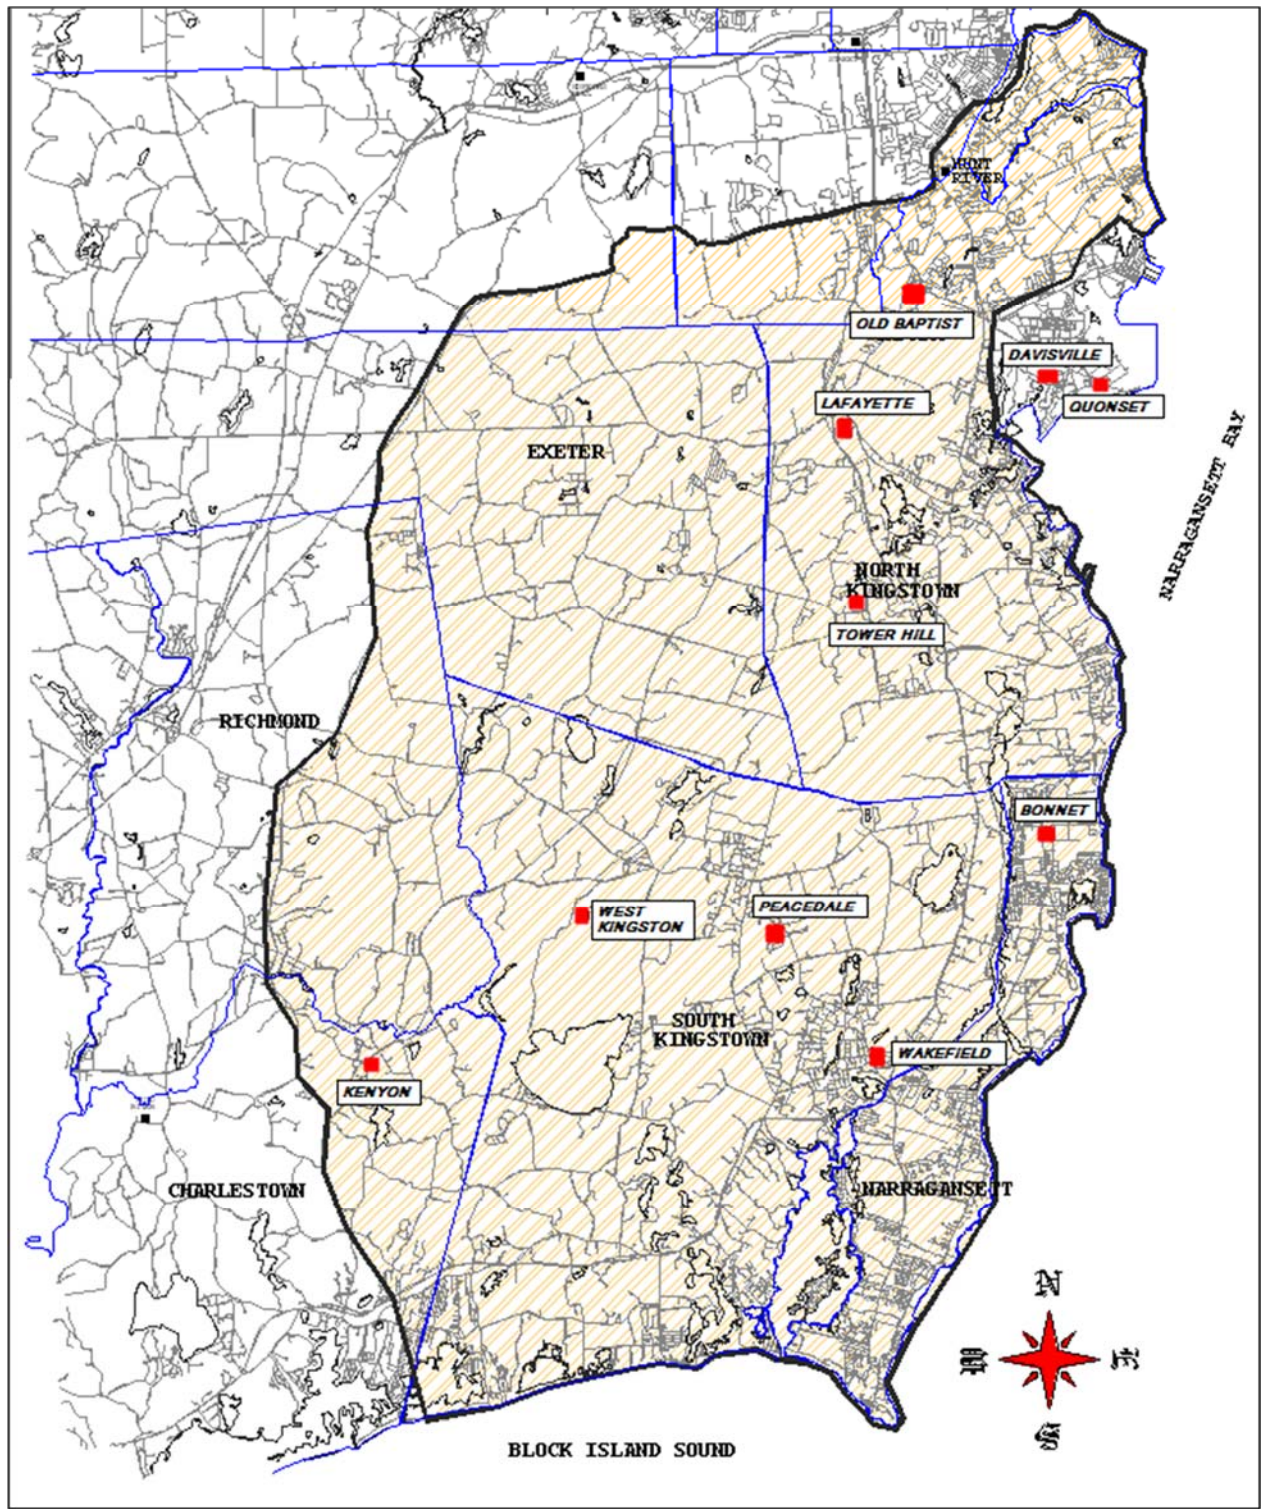 HUNT
RIVER
OLD BAPTIST
DAVISVILLE
QUONSET
LAFAYETTE
EXETER
NARRAGANSETT BAY
NORTH
KINGSTOWN
TOWER HILL
RICHMOND
BONNET
WEST
KINGSTON
PEACEDALE
SOUTH
KINGSTOWN
WAKEFIELD
KENYON
CHARLESTOWN
NARRAGANSETT
N
W
E
S
BLOCK ISLAND SOUND